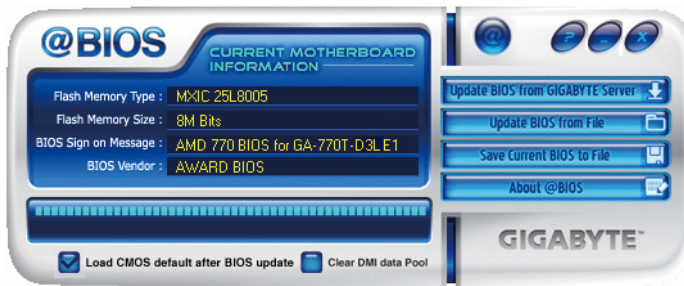 @BIOS
CURRENT MOTHERBOARD
INFORMATION
Flash Memory Type : MXIC 25L8005
Flash Memory Size : 8M Bits
BIOS Sign on Message : AMD 770 BIOS for GA-770T-D3L E1
BIOS Vendor : AWARD BIOS
Load CMOS default after BIOS update
Clear DMI data Pool
@ ? _ X
Update BIOS from GIGABYTE Server
Update BIOS from File
Save Current BIOS to File
About @BIOS
GIGABYTE™